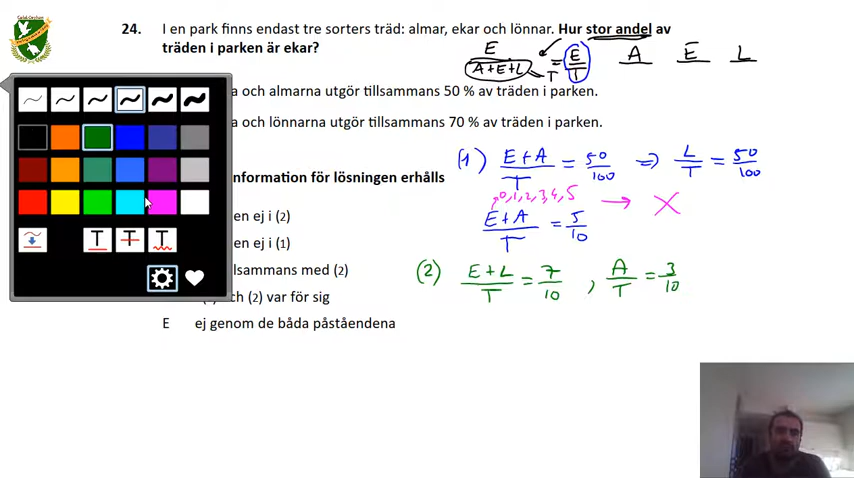 24. I en park finns endast tre sorters träd: almar, ekar och lönnar. Hur stor andel av
träden i parken är ekar?
E
A+E+L
T
= E
T
A E L
a och almarna utgör tillsammans 50 % av träden i parken.
a och lönnarna utgör tillsammans 70 % av träden i parken.
(1) E+A
T
= 50
100
⇒ L
T
= 50
100
nformation för lösningen erhålls
0,1,2,3,4,5 → X
en ej i (2)
E+A
T
= 5
10
en ej i (1)
llsammans med (2)
(2) E+L
T
= 7
10
, A
T
= 3
10
ch (2) var för sig
E ej genom de båda påståendena
T T T